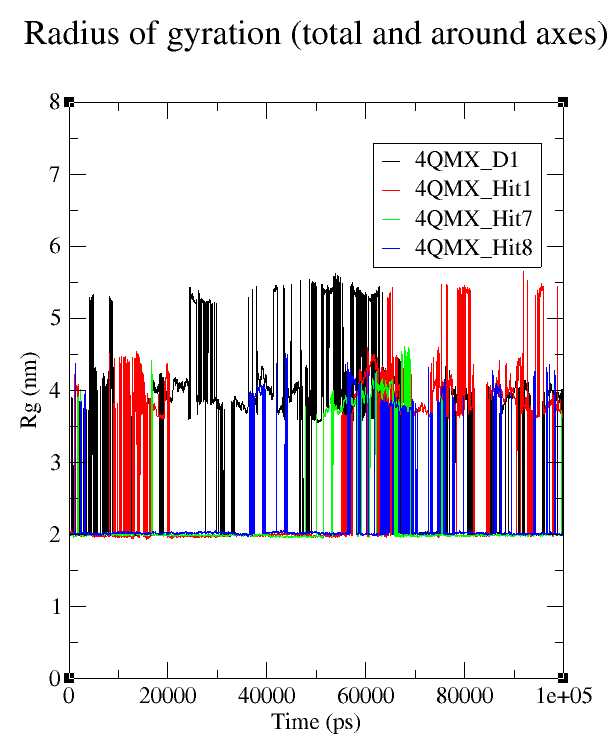 Radius of gyration (total and around axes)
8
7
6
5
4
3
2
1
0
Rg (nm)
4QMX_D1
4QMX_Hit1
4QMX_Hit7
4QMX_Hit8
0 20000 40000 60000 80000 1e+05
Time (ps)